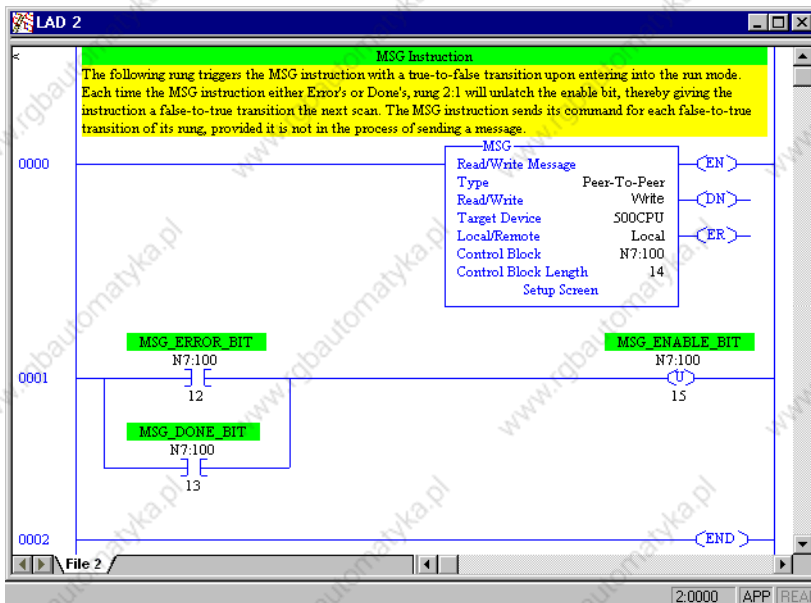 LAD 2
MSG Instruction
The following rung triggers the MSG instruction with a true-to-false transition upon entering into the run mode.
Each time the MSG instruction either Error's or Done's, rung 2:1 will unlatch the enable bit, thereby giving the
instruction a false-to-true transition the next scan. The MSG instruction sends its command for each false-to-true
transition of its rung, provided it is not in the process of sending a message.
0000
MSG
EN
Read/Write Message
Type Peer-To-Peer
Read/Write Write
DN
Target Device 500CPU
Local/Remote Local
ER
Control Block N7:100
Control Block Length 14
Setup Screen
MSG_ERROR_BIT MSG_ENABLE_BIT
N7:100 N7:100
0001
U
12 15
MSG_DONE_BIT
N7:100
13
0002
END
File 2
2:0000 APP REA
www.rgbautomatyka.pl